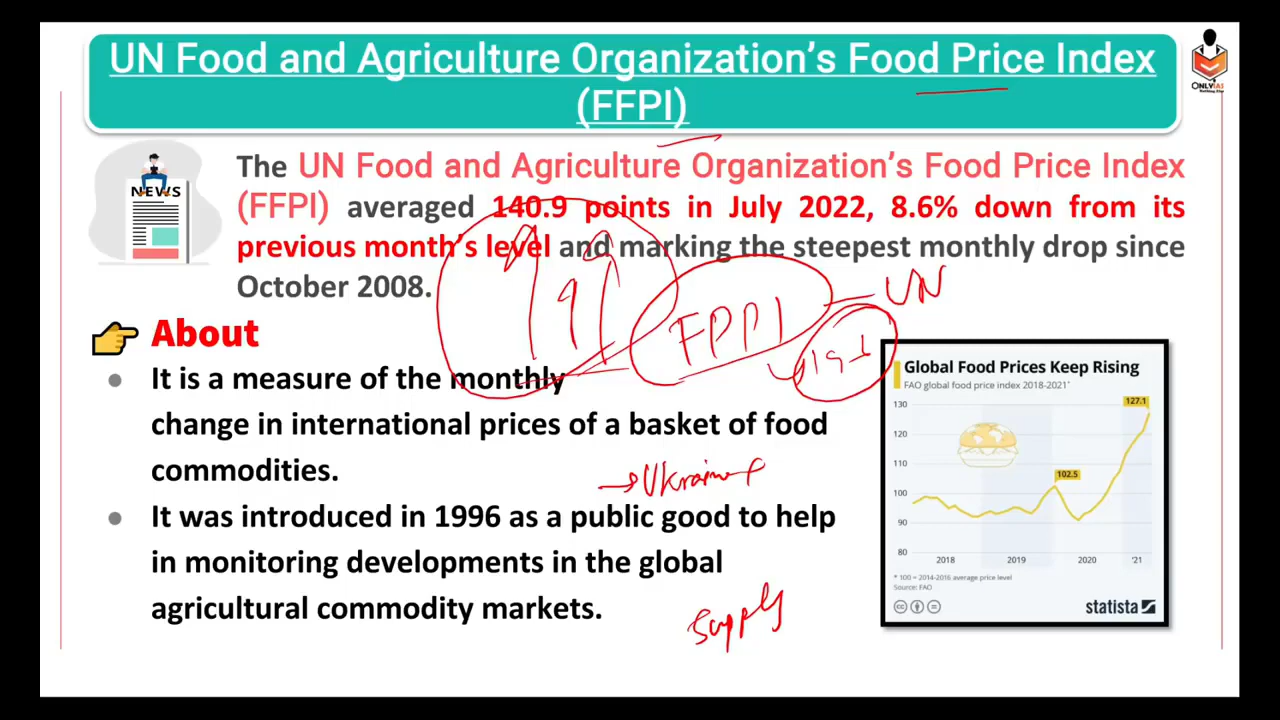 UN Food and Agriculture Organization’s Food Price Index
(FFPI)
ONLYIAS
NEWS
The UN Food and Agriculture Organization’s Food Price Index
(FFPI) averaged 140.9 points in July 2022, 8.6% down from its
previous month’s level and marking the steepest monthly drop since
October 2008.
UN
FPPI
About
It is a measure of the monthly
change in international prices of a basket of food
commodities.
It was introduced in 1996 as a public good to help
in monitoring developments in the global
agricultural commodity markets.
Supply
Global Food Prices Keep Rising
FAO global food price index 2018-2021*
130
127.1
120
110
102.5
100
90
80
2018 2019 2020 '21
* 100 = 2014-2016 average price level
Source: FAO
statista